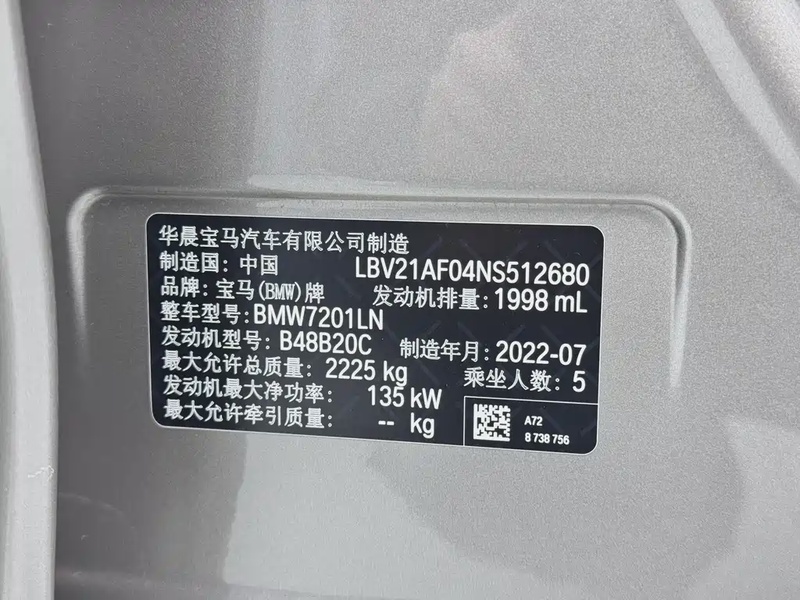 华晨宝马汽车有限公司制造
制造国: 中国 LBV21AF04NS512680
品牌: 宝马(BMW)牌 发动机排量: 1998 mL
整车型号: BMW7201LN
发动机型号: B48B20C 制造年月: 2022-07
最大允许总质量: 2225 kg 乘坐人数: 5
发动机最大净功率: 135 kW
最大允许牵引质量: -- kg
A72
8 738 756